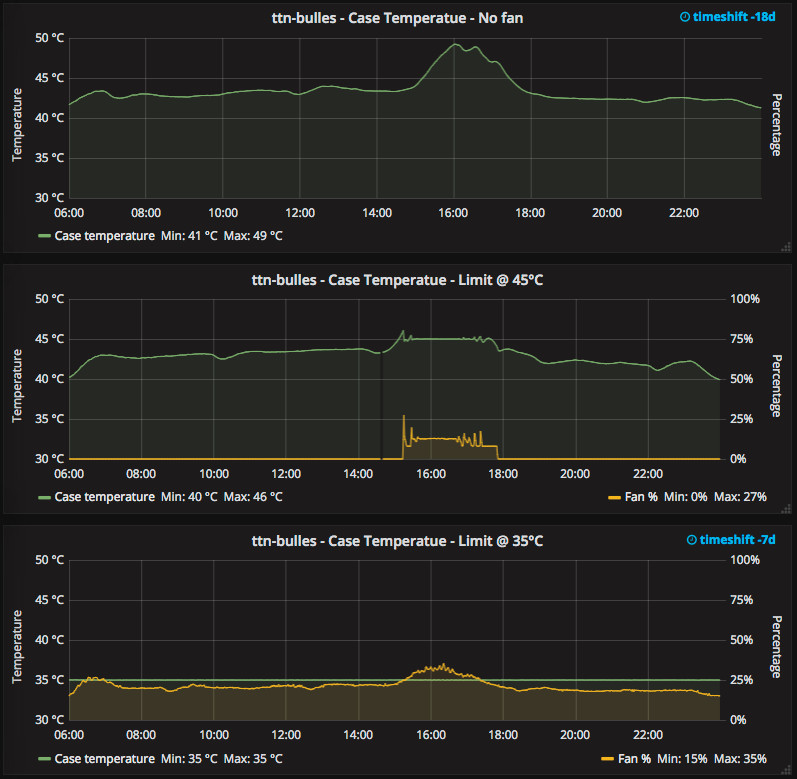 ttn-bulles - Case Temperatue - No fan
timeshift -18d
50 °C
45 °C
40 °C
35 °C
30 °C
Temperature
Percentage
06:00 08:00 10:00 12:00 14:00 16:00 18:00 20:00 22:00
Case temperature Min: 41 °C Max: 49 °C
ttn-bulles - Case Temperatue - Limit @ 45°C
50 °C 100%
45 °C 75%
40 °C 50%
35 °C 25%
30 °C 0%
Temperature
Percentage
06:00 08:00 10:00 12:00 14:00 16:00 18:00 20:00 22:00
Case temperature Min: 40 °C Max: 46 °C Fan % Min: 0% Max: 27%
ttn-bulles - Case Temperatue - Limit @ 35°C
timeshift -7d
50 °C 100%
45 °C 75%
40 °C 50%
35 °C 25%
30 °C 0%
Temperature
Percentage
06:00 08:00 10:00 12:00 14:00 16:00 18:00 20:00 22:00
Case temperature Min: 35 °C Max: 35 °C Fan % Min: 15% Max: 35%